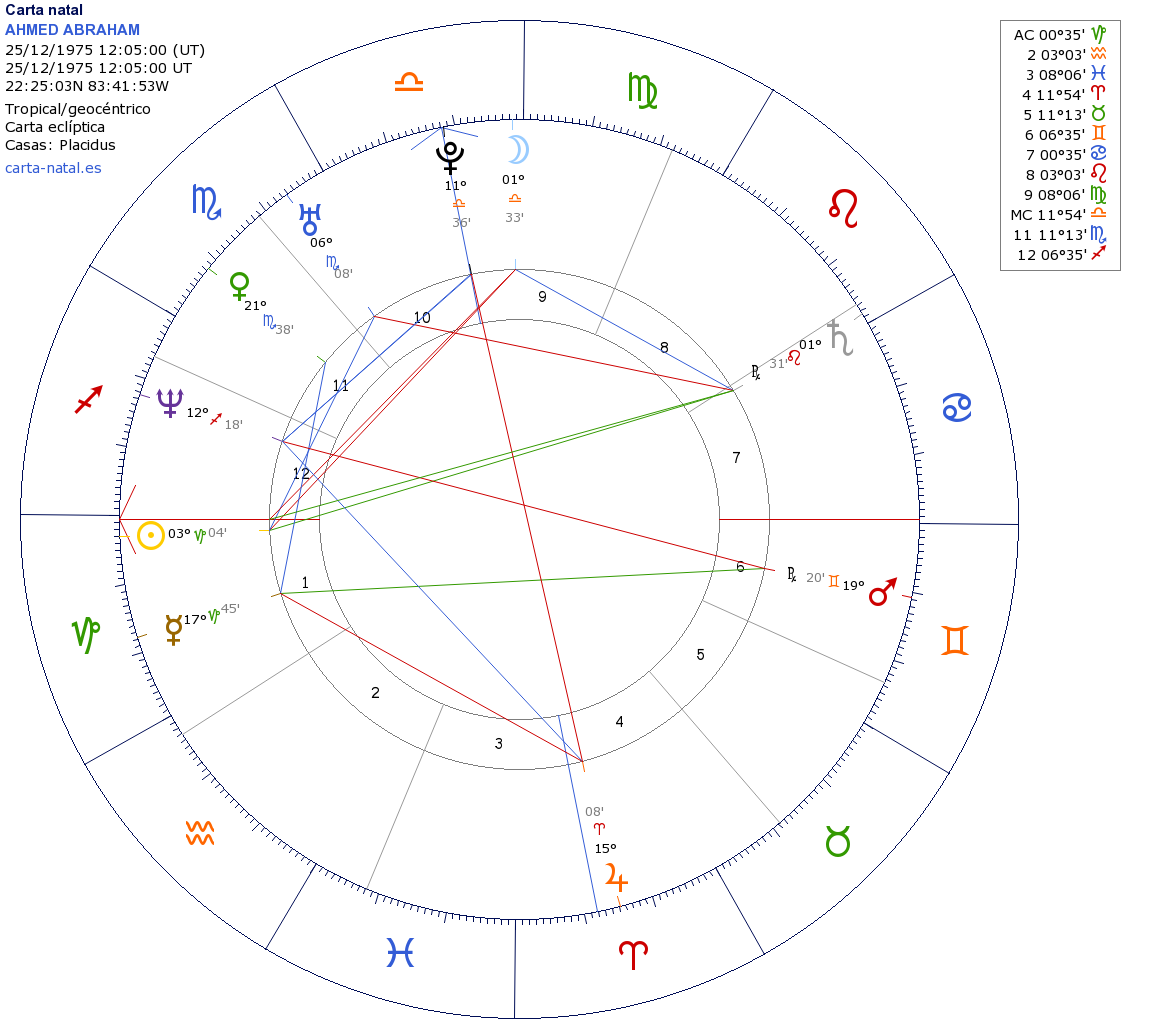 Carta natal
AHMED ABRAHAM
25/12/1975 12:05:00 (UT)
25/12/1975 12:05:00 UT
22:25:03N 83:41:53W
Tropical/geocéntrico
Carta eclíptica
Casas: Placidus
carta-natal.es
AC 00°35' ♑
2 03°03' ♒
3 08°06' ♓
4 11°54' ♈
5 11°13' ♉
6 06°35' ♊
7 00°35' ♋
8 03°03' ♌
9 08°06' ♍
MC 11°54' ♎
11 11°13' ♏
12 06°35' ♐
♎
♍
♏
♌
♐
♋
♑
♊
♒
♉
♓
♈
♇ 11° ♎ 36'
☽ 01° ♎ 33'
♅ 06° ♏ 08'
♀ 21° ♏ 38'
♄ 01° ♌ 31' ℞
♆ 12° ♐ 18'
☉ 03° ♑ 04'
☿ 17° ♑ 45'
♂ 19° ♊ 20' ℞
08' ♈ 15° ♃
9
10
8
11
7
12
6
1
5
2
4
3